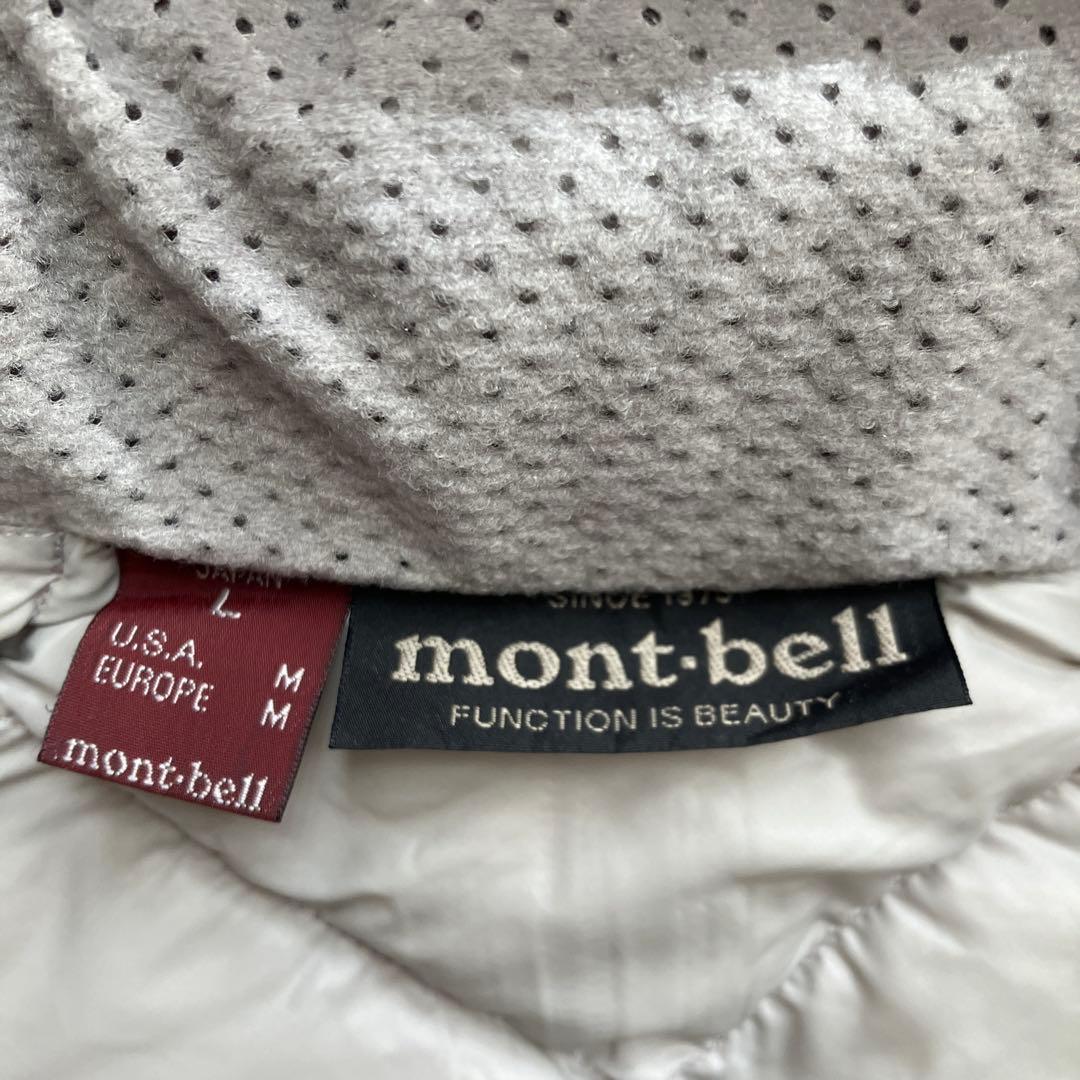 JAPAN
L
U.S.A. M
EUROPE M
mont·bell
SINCE 1975
mont·bell
FUNCTION IS BEAUTY